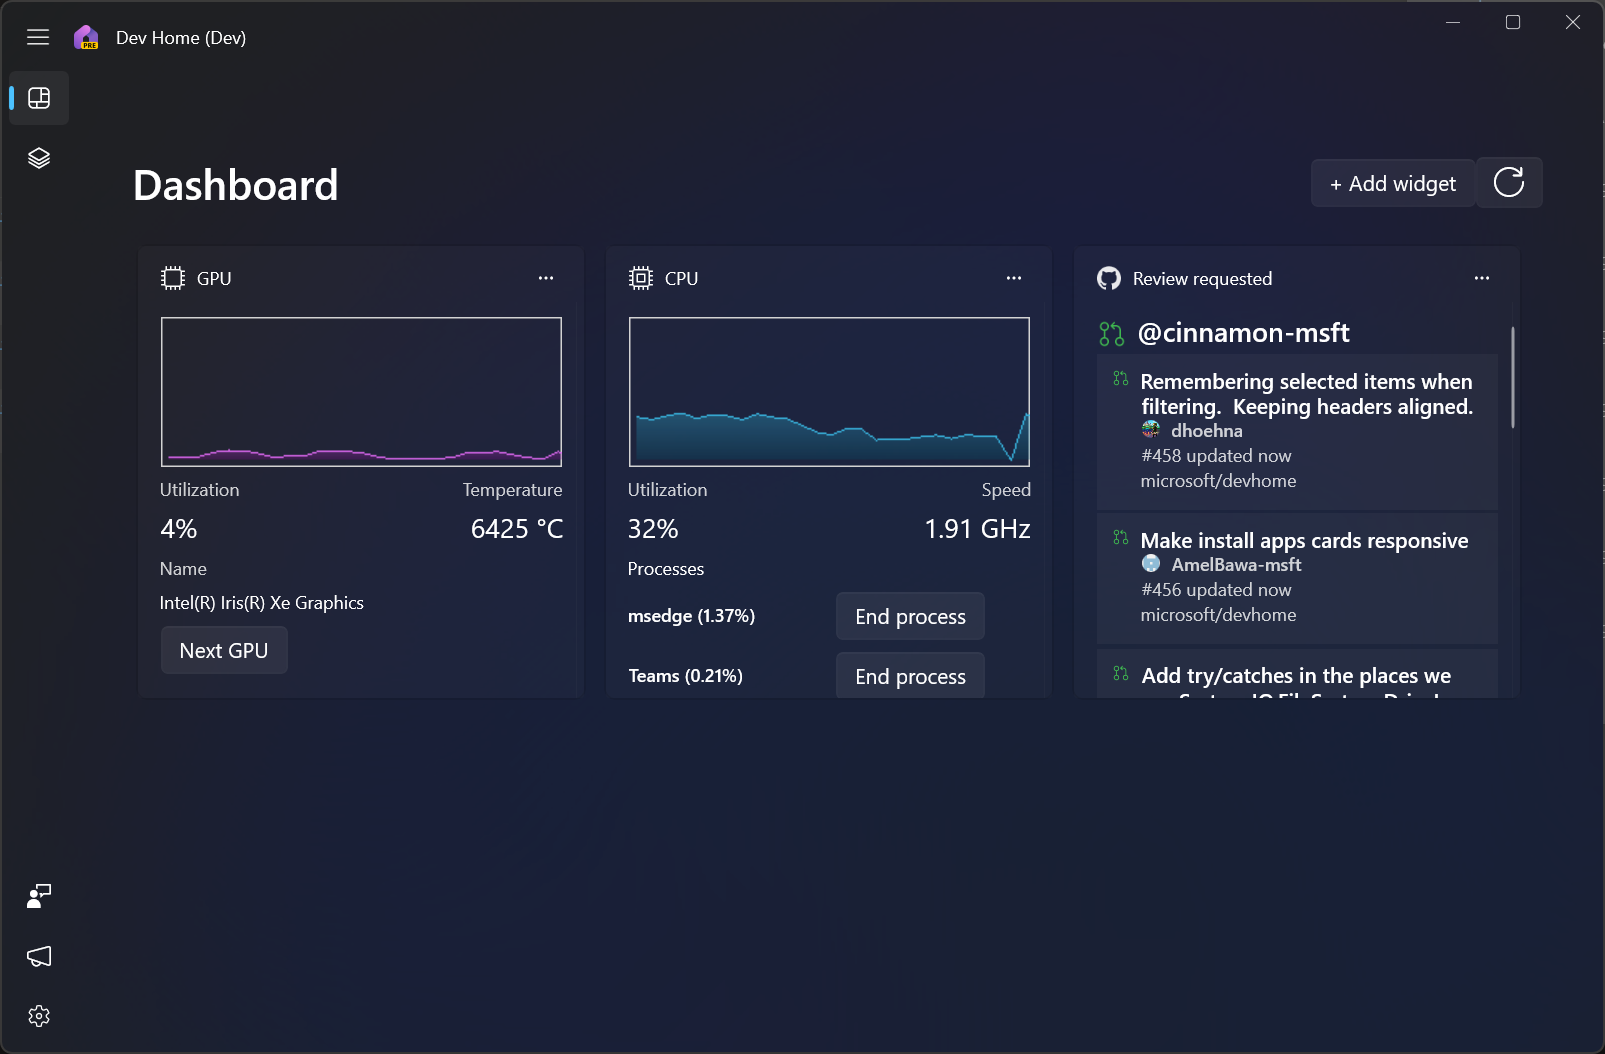 PRE
Dev Home (Dev)
Dashboard
+ Add widget
GPU
Utilization
Temperature
4%
6425 °C
Name
Intel(R) Iris(R) Xe Graphics
Next GPU
CPU
Utilization
Speed
32%
1.91 GHz
Processes
msedge (1.37%)
End process
Teams (0.21%)
End process
Review requested
@cinnamon-msft
Remembering selected items when
filtering.  Keeping headers aligned.
dhoehna
#458 updated now
microsoft/devhome
Make install apps cards responsive
AmelBawa-msft
#456 updated now
microsoft/devhome
Add try/catches in the places we